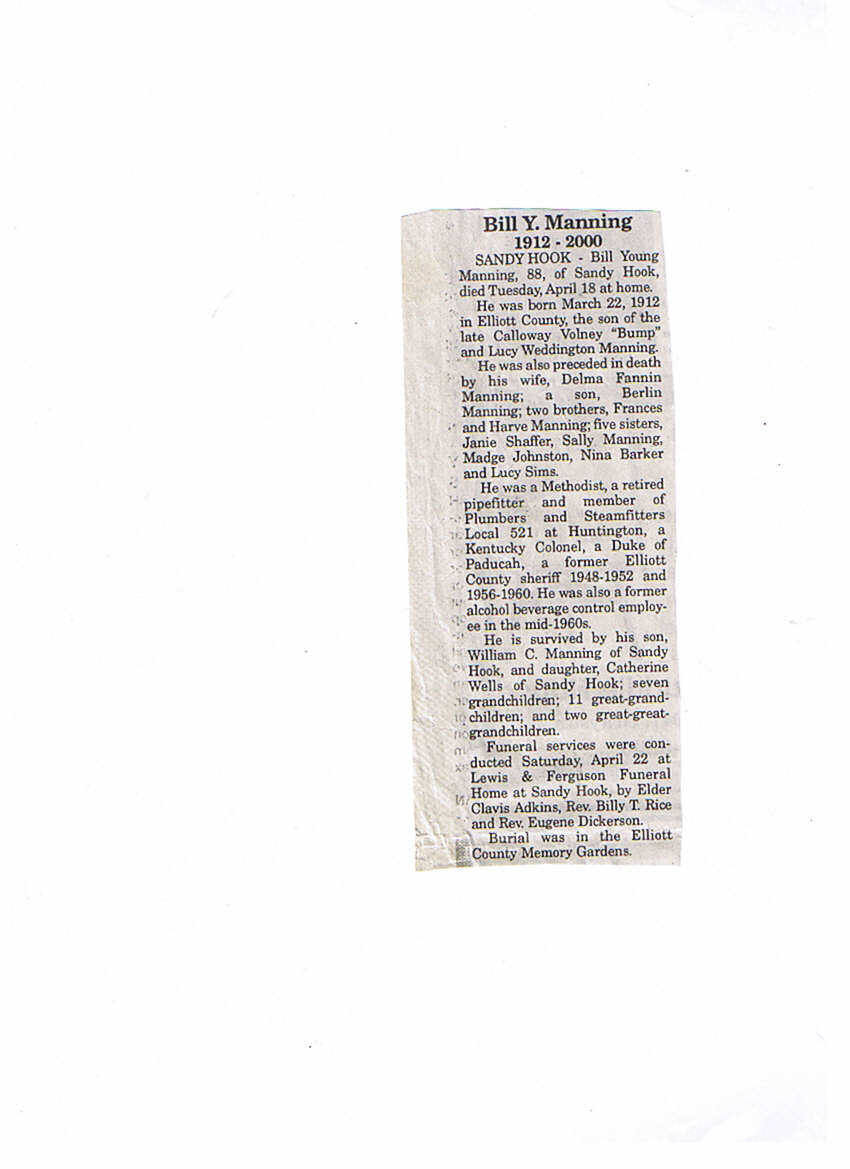 Bill Y. Manning
1912 - 2000
SANDY HOOK - Bill Young
Manning, 88, of Sandy Hook,
died Tuesday, April 18 at home.
He was born March 22, 1912
in Elliott County, the son of the
late Calloway Volney "Bump"
and Lucy Weddington Manning.
He was also preceded in death
by his wife, Delma Fannin
Manning; a son, Berlin
Manning; two brothers, Frances
and Harve Manning; five sisters,
Janie Shaffer, Sally Manning,
Madge Johnston, Nina Barker
and Lucy Sims.
He was a Methodist, a retired
pipefitter and member of
Plumbers and Steamfitters
Local 521 at Huntington, a
Kentucky Colonel, a Duke of
Paducah, a former Elliott
County sheriff 1948-1952 and
1956-1960. He was also a former
alcohol beverage control employ-
ee in the mid-1960s.
He is survived by his son,
William C. Manning of Sandy
Hook, and daughter, Catherine
Wells of Sandy Hook; seven
grandchildren; 11 great-grand-
children; and two great-great-
grandchildren.
Funeral services were con-
ducted Saturday, April 22 at
Lewis & Ferguson Funeral
Home at Sandy Hook, by Elder
Clavis Adkins, Rev. Billy T. Rice
and Rev. Eugene Dickerson.
Burial was in the Elliott
County Memory Gardens.